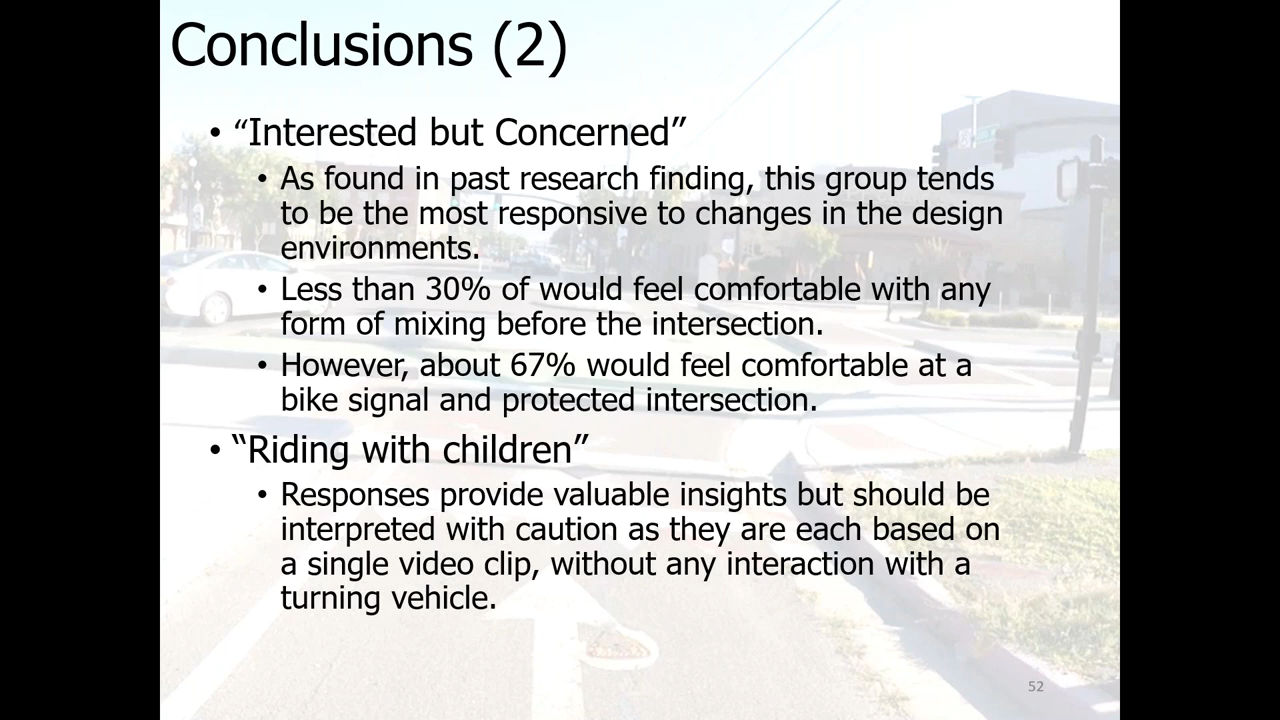 Conclusions (2)
• “Interested but Concerned”
• As found in past research finding, this group tends
to be the most responsive to changes in the design
environments.
• Less than 30% of would feel comfortable with any
form of mixing before the intersection.
• However, about 67% would feel comfortable at a
bike signal and protected intersection.
• “Riding with children”
• Responses provide valuable insights but should be
interpreted with caution as they are each based on
a single video clip, without any interaction with a
turning vehicle.
52